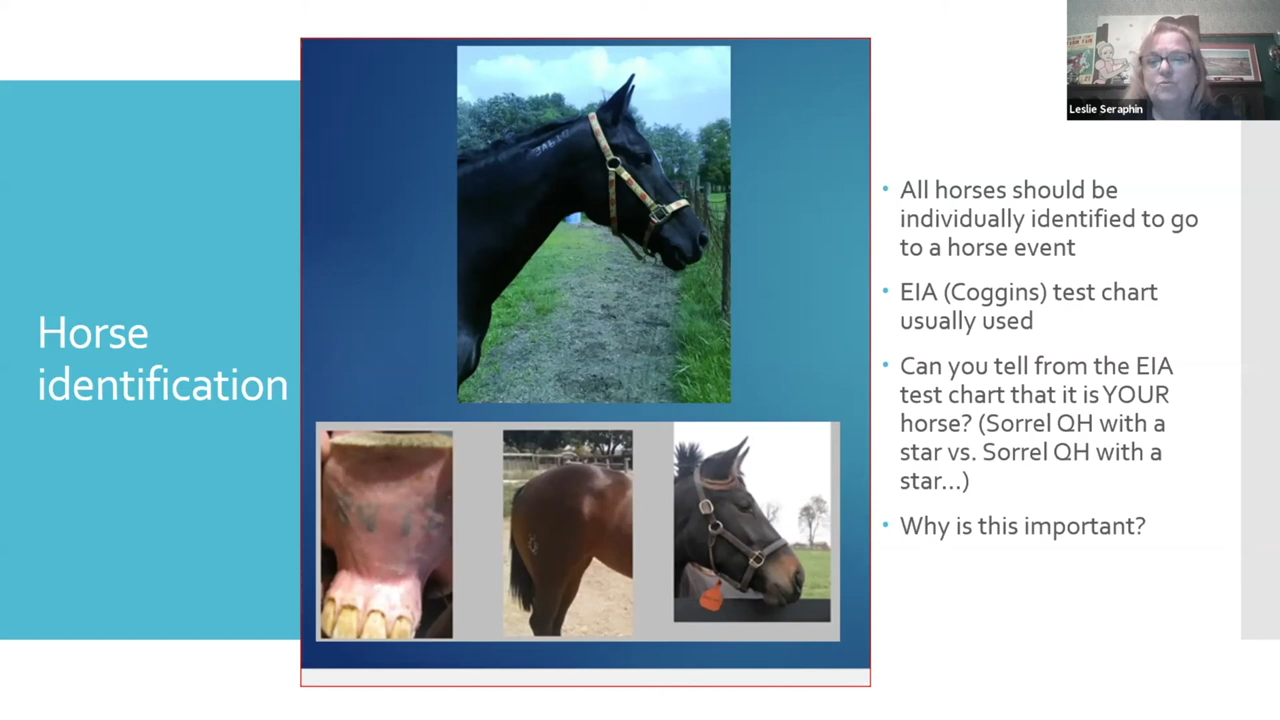 Horse
identification
Leslie Seraphin
• All horses should be
individually identified to go
to a horse event
• EIA (Coggins) test chart
usually used
• Can you tell from the EIA
test chart that it is YOUR
horse? (Sorrel QH with a
star vs. Sorrel QH with a
star...)
• Why is this important?